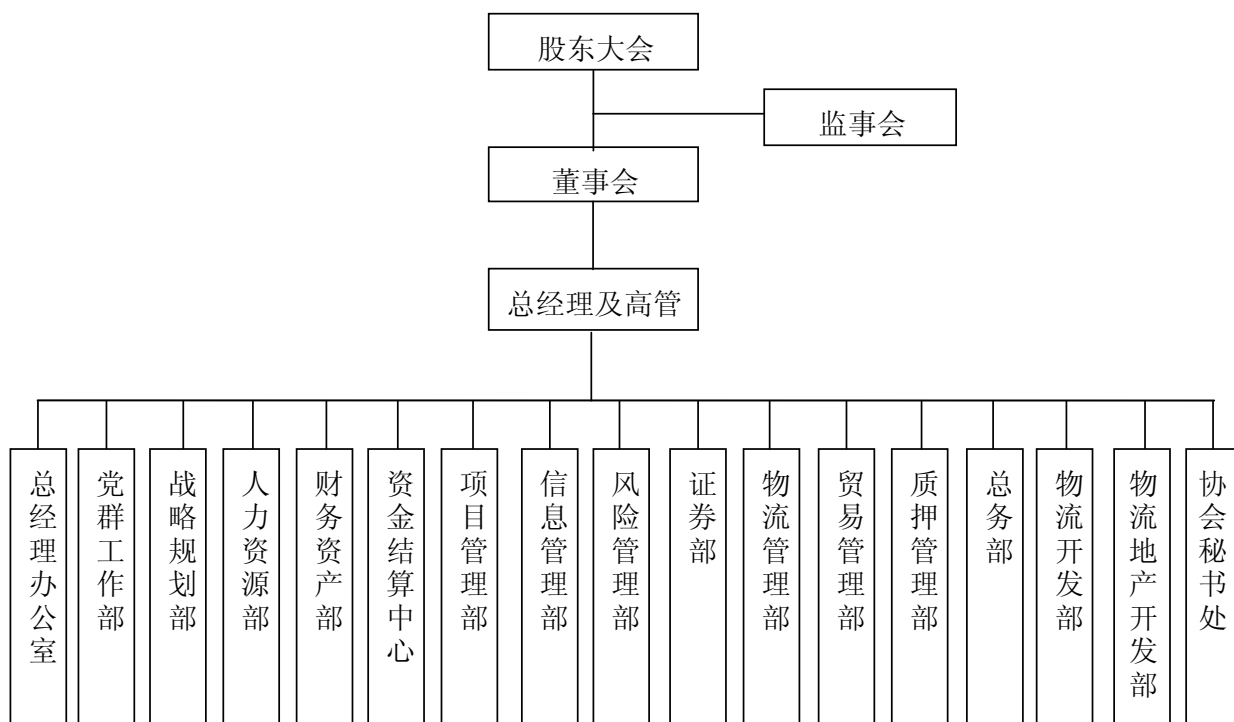 股东大会
监事会
董事会
总经理及高管
总经理办公室
党群工作部
战略规划部
人力资源部
财务资产部
资金结算中心
项目管理部
信息管理部
风险管理部
证券部
物流管理部
贸易管理部
质押管理部
总务部
物流开发部
物流地产开发部
协会秘书处